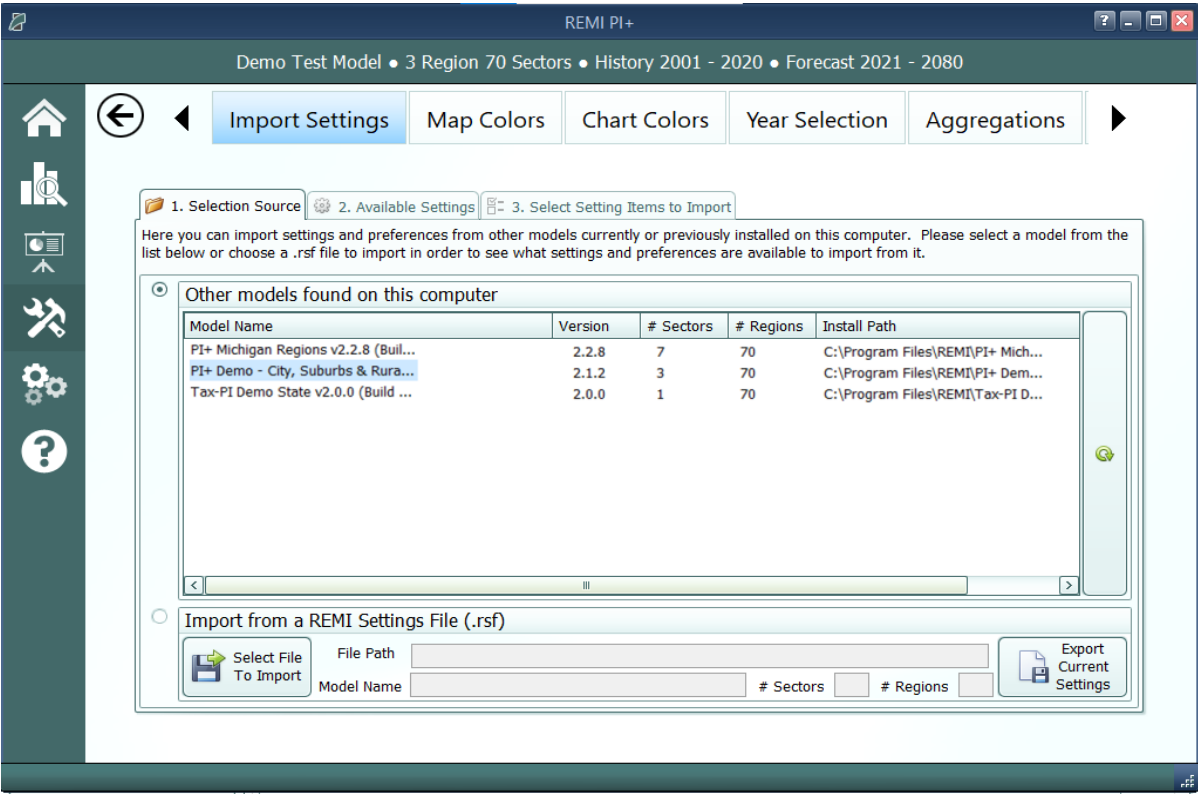 REMI PI+
Demo Test Model ● 3 Region 70 Sectors ● History 2001 - 2020 ● Forecast 2021 - 2080
Import Settings Map Colors Chart Colors Year Selection Aggregations
1. Selection Source 2. Available Settings 3. Select Setting Items to Import
Here you can import settings and preferences from other models currently or previously installed on this computer. Please select a model from the
list below or choose a .rsf file to import in order to see what settings and preferences are available to import from it.
Other models found on this computer
Model Name Version # Sectors # Regions Install Path
PI+ Michigan Regions v2.2.8 (Buil... 2.2.8 7 70 C:\Program Files\REMI\PI+ Mich...
PI+ Demo - City, Suburbs & Rura... 2.1.2 3 70 C:\Program Files\REMI\PI+ Dem...
Tax-PI Demo State v2.0.0 (Build ... 2.0.0 1 70 C:\Program Files\REMI\Tax-PI D...
Import from a REMI Settings File (.rsf)
Select File
To Import
File Path
Model Name # Sectors # Regions
Export
Current
Settings